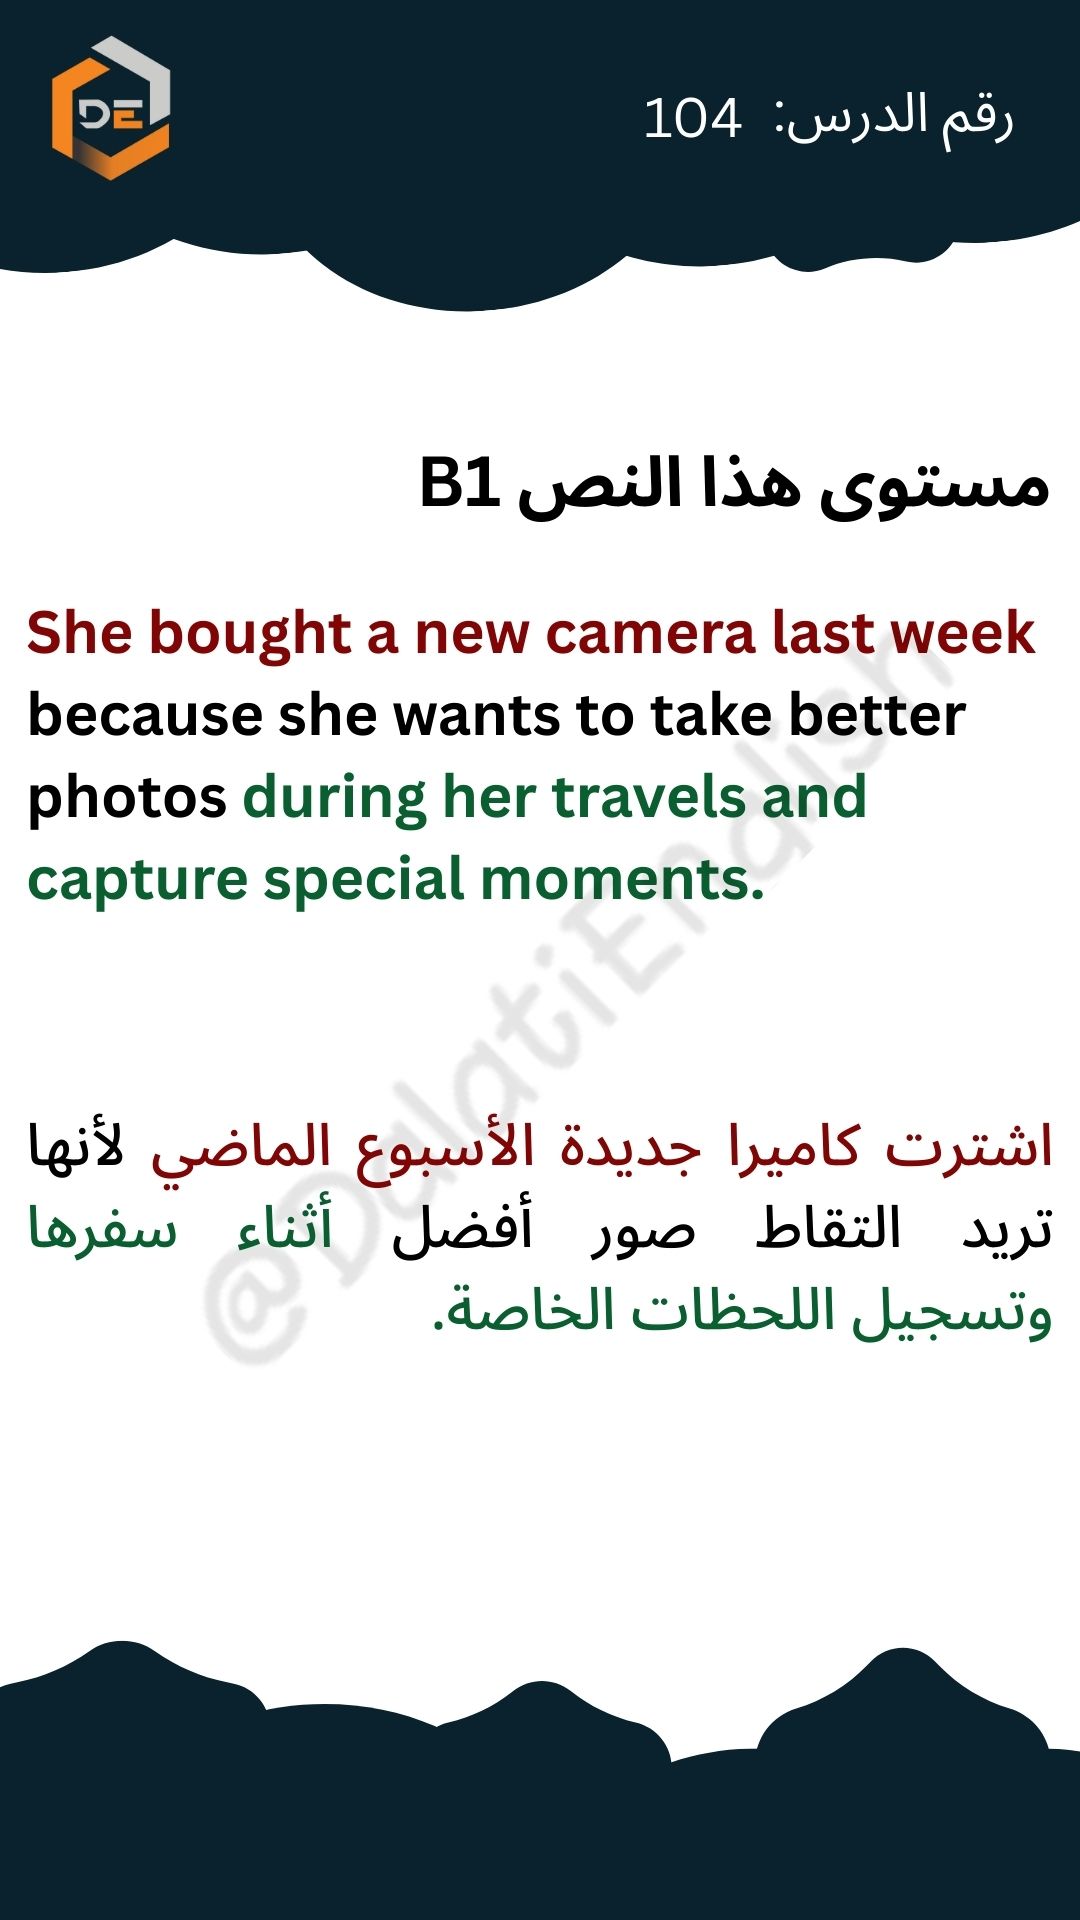 DE
رقم الدرس: 104
مستوى هذا النص B1
She bought a new camera last week
because she wants to take better
photos during her travels and
capture special moments.
@DalatiEnglish
اشترت كاميرا جديدة الأسبوع الماضي لأنها
تريد التقاط صور أفضل أثناء سفرها
وتسجيل اللحظات الخاصة.